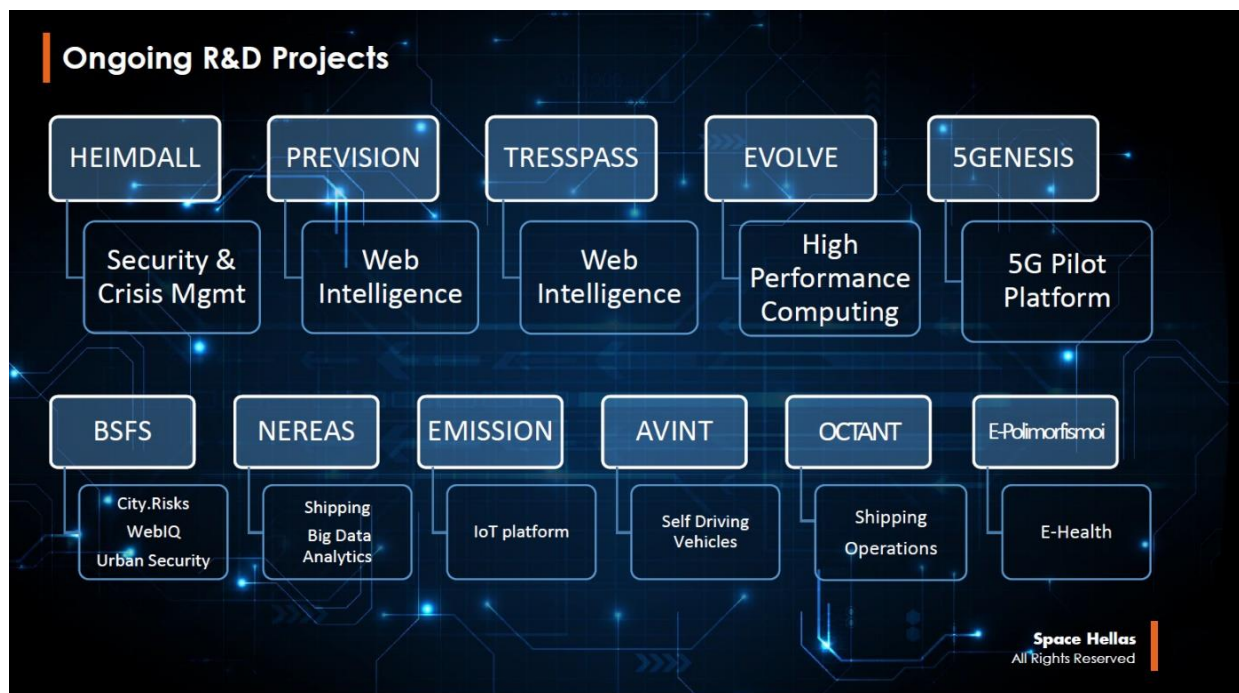 Ongoing R&D Projects
HEIMDALL
PREVISION
TRESSPASS
EVOLVE
5GENESIS
Security &
Crisis Mgmt
Web
Intelligence
Web
Intelligence
High
Performance
Computing
5G Pilot
Platform
BSFS
NEREAS
EMISSION
AVINT
OCTANT
E-Polimorfismoi
City.Risks
WebIQ
Urban Security
Shipping
Big Data
Analytics
IoT platform
Self Driving
Vehicles
Shipping
Operations
E-Health
Space Hellas
All Rights Reserved